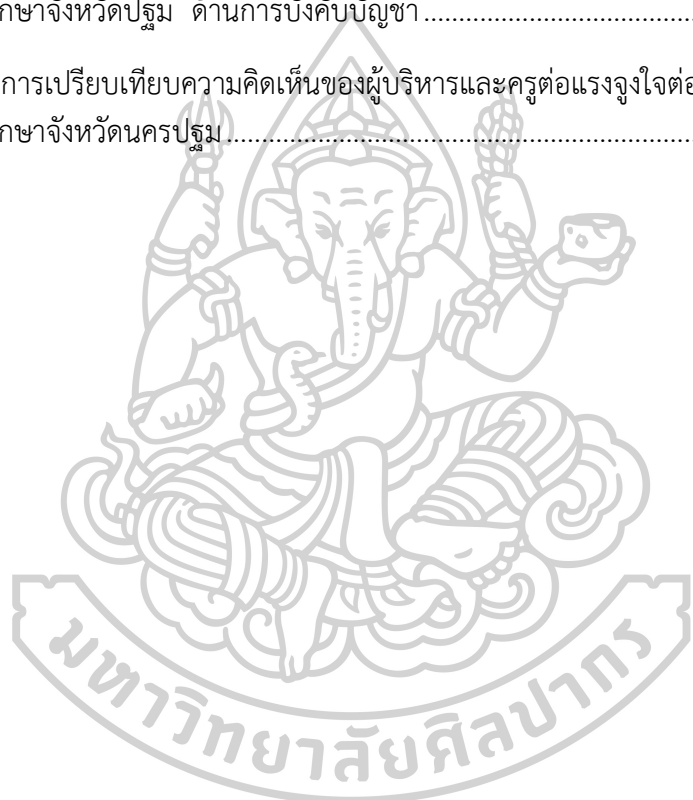 กษาจังหวัดปฐม ด้านการบังคับบัญชา
การเปรียบเทียบความคิดเห็นของผู้บริหารและครูต่อแรงจูงใจต่อ
กษาจังหวัดนครปฐม
มหาวิทยาลัยศิลปากร